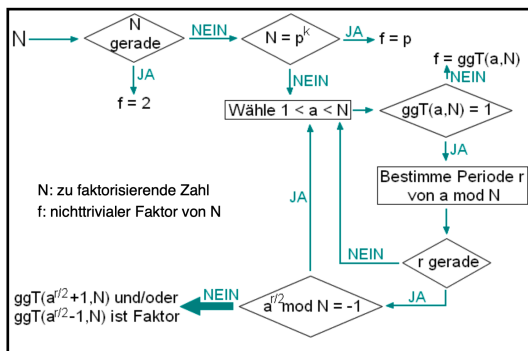 N
N
gerade
NEIN
N = p^k
JA
f = p
JA
f = 2
NEIN
Wähle 1 < a < N
f = ggT(a,N)
NEIN
ggT(a,N) = 1
JA
Bestimme Periode r
von a mod N
N: zu faktorisierende Zahl
f: nichttrivialer Faktor von N
JA
NEIN
r gerade
JA
a^r/2 mod N = -1
NEIN
ggT(a^r/2+1,N) und/oder
ggT(a^r/2-1,N) ist Faktor